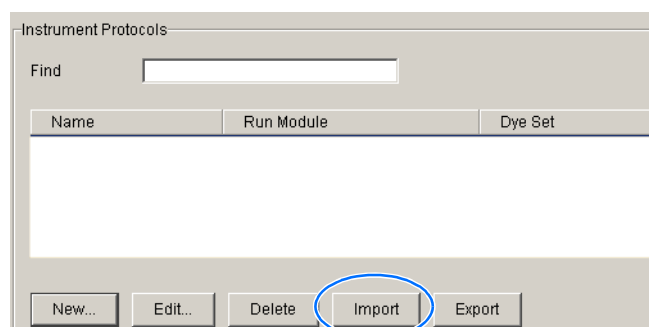 Instrument Protocols
Find
Name Run Module Dye Set
New... Edit... Delete Import Export